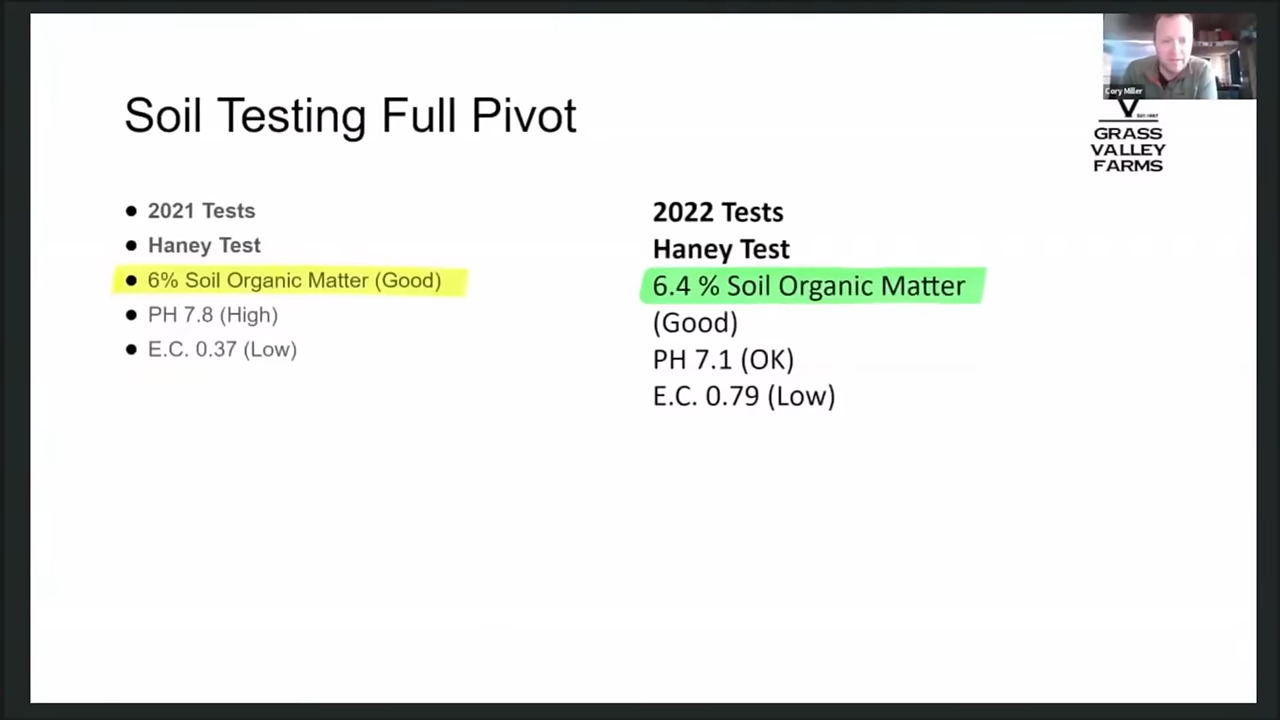 Soil Testing Full Pivot
Cory Miller
GRASS
VALLEY
FARMS
2021 Tests
Haney Test
6% Soil Organic Matter (Good)
PH 7.8 (High)
E.C. 0.37 (Low)
2022 Tests
Haney Test
6.4 % Soil Organic Matter
(Good)
PH 7.1 (OK)
E.C. 0.79 (Low)